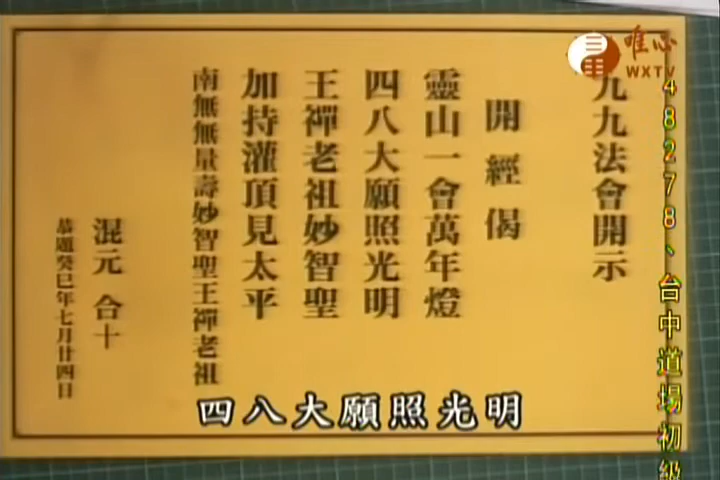 唯心
WXTV
九九法會開示
開經偈
靈山一會萬年燈
四八大願照光明
王禪老祖妙智聖
加持灌頂見太平
南無無量壽妙智聖王禪老祖
混元 合十
恭題癸巳年七月廿四日
48278、台中道場初級
四八大願照光明